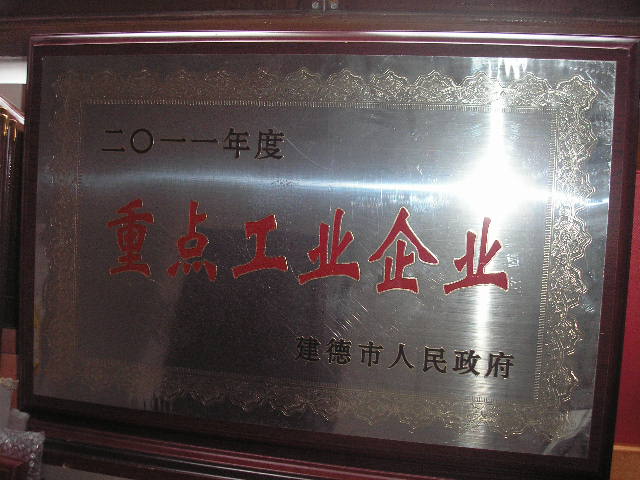 二〇一一年度
重点工业企业
建德市人民政府